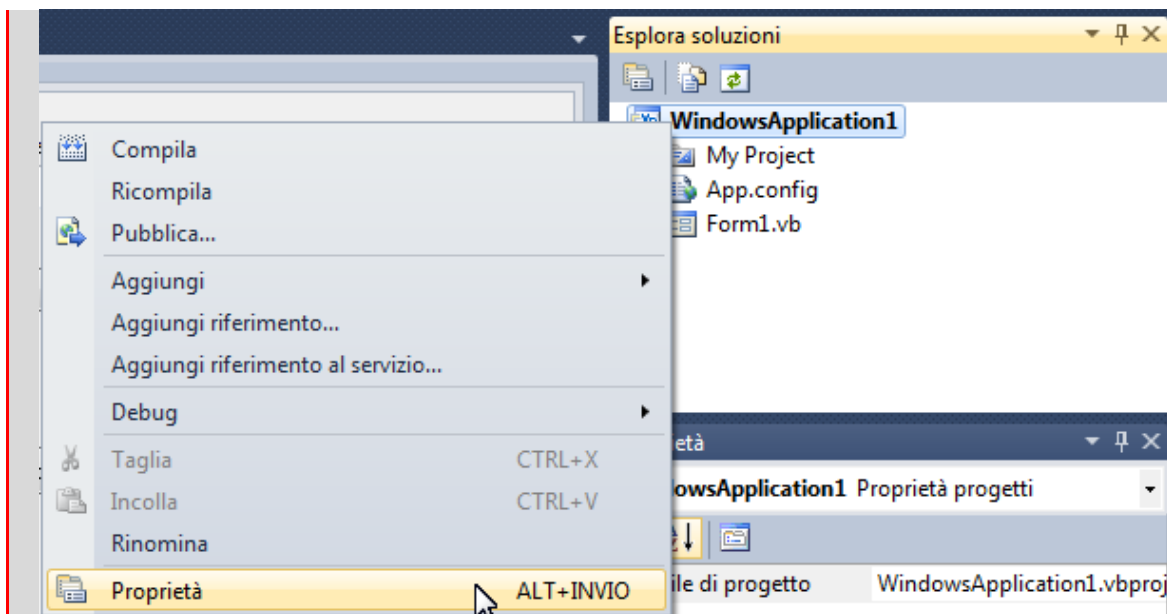 Esplora soluzioni
WindowsApplication1
My Project
App.config
Form1.vb
Compila
Ricompila
Pubblica...
Aggiungi
Aggiungi riferimento...
Aggiungi riferimento al servizio...
Debug
Taglia CTRL+X
Incolla CTRL+V
Rinomina
Proprietà ALT+INVIO
età
owsApplication1 Proprietà progetti
ile di progetto WindowsApplication1.vbproj